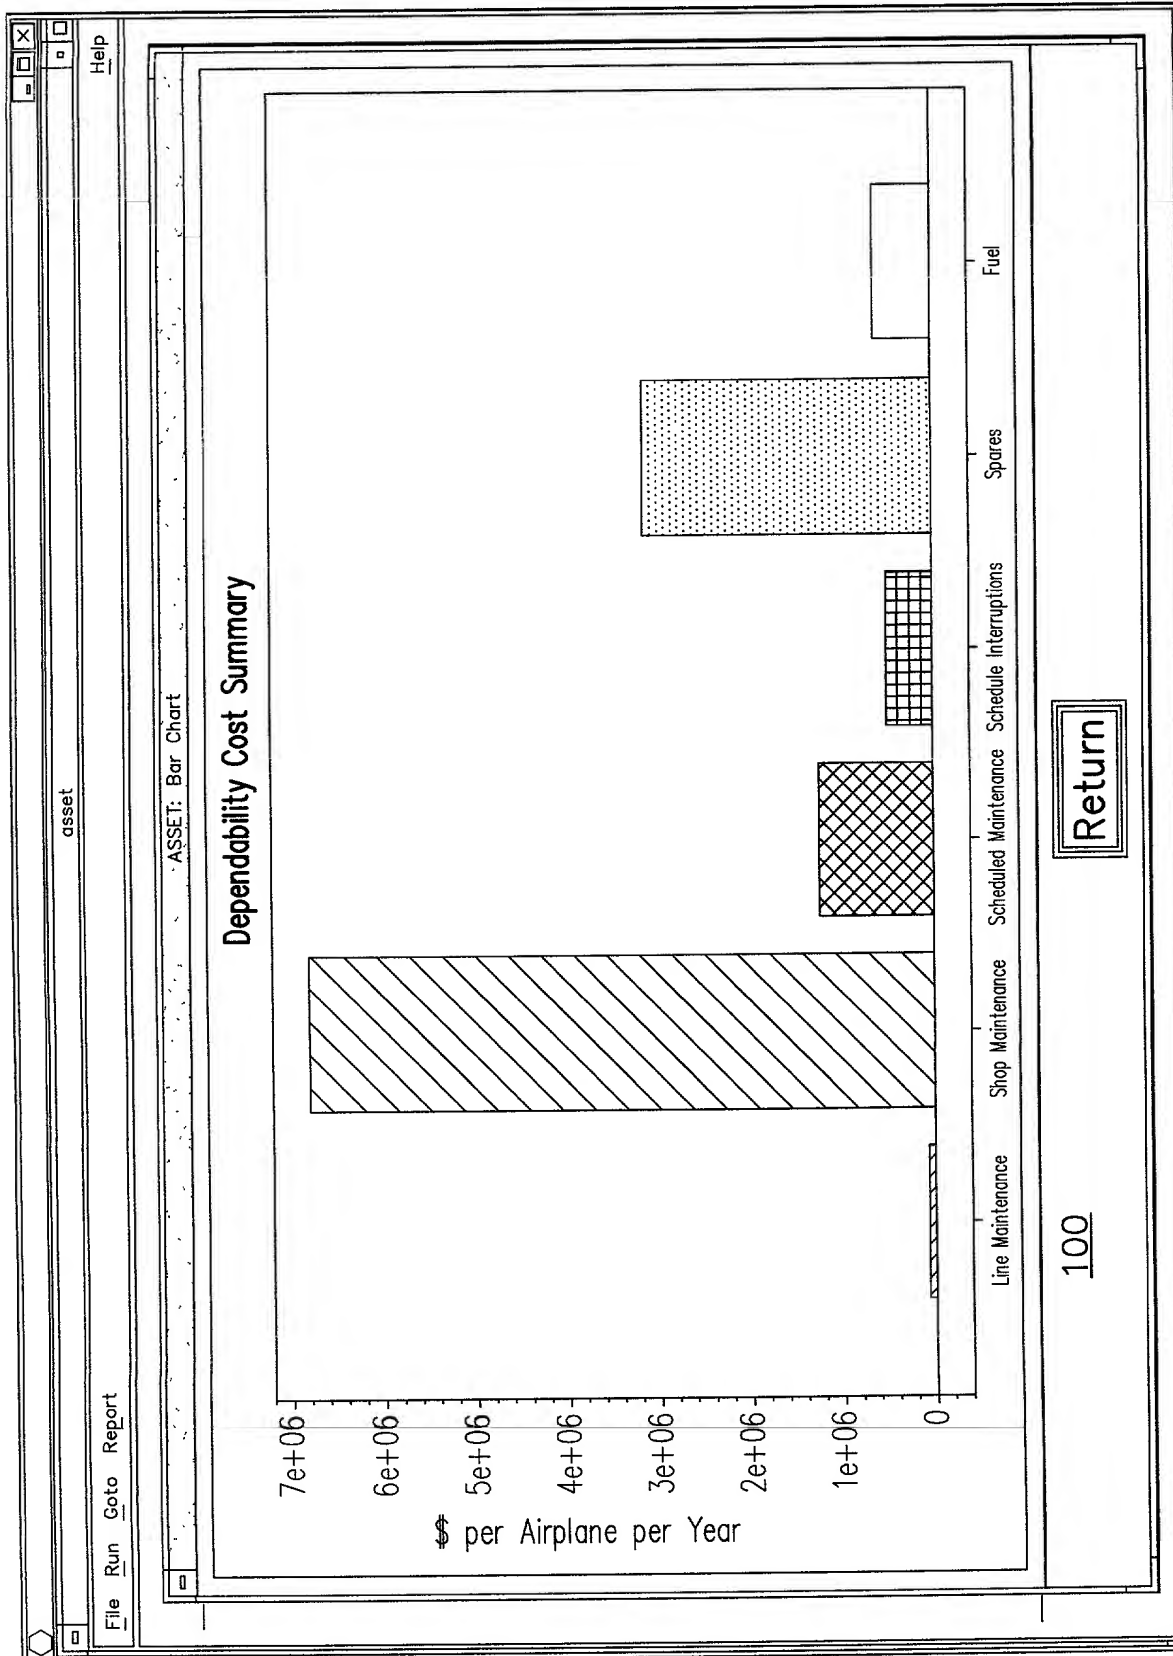 asset
File Run Goto Report Help
ASSET: Bar Chart
Dependability Cost Summary
$ per Airplane per Year
7e+06
6e+06
5e+06
4e+06
3e+06
2e+06
1e+06
0
Line Maintenance Shop Maintenance Scheduled Maintenance Schedule Interruptions Spares Fuel
100
Return